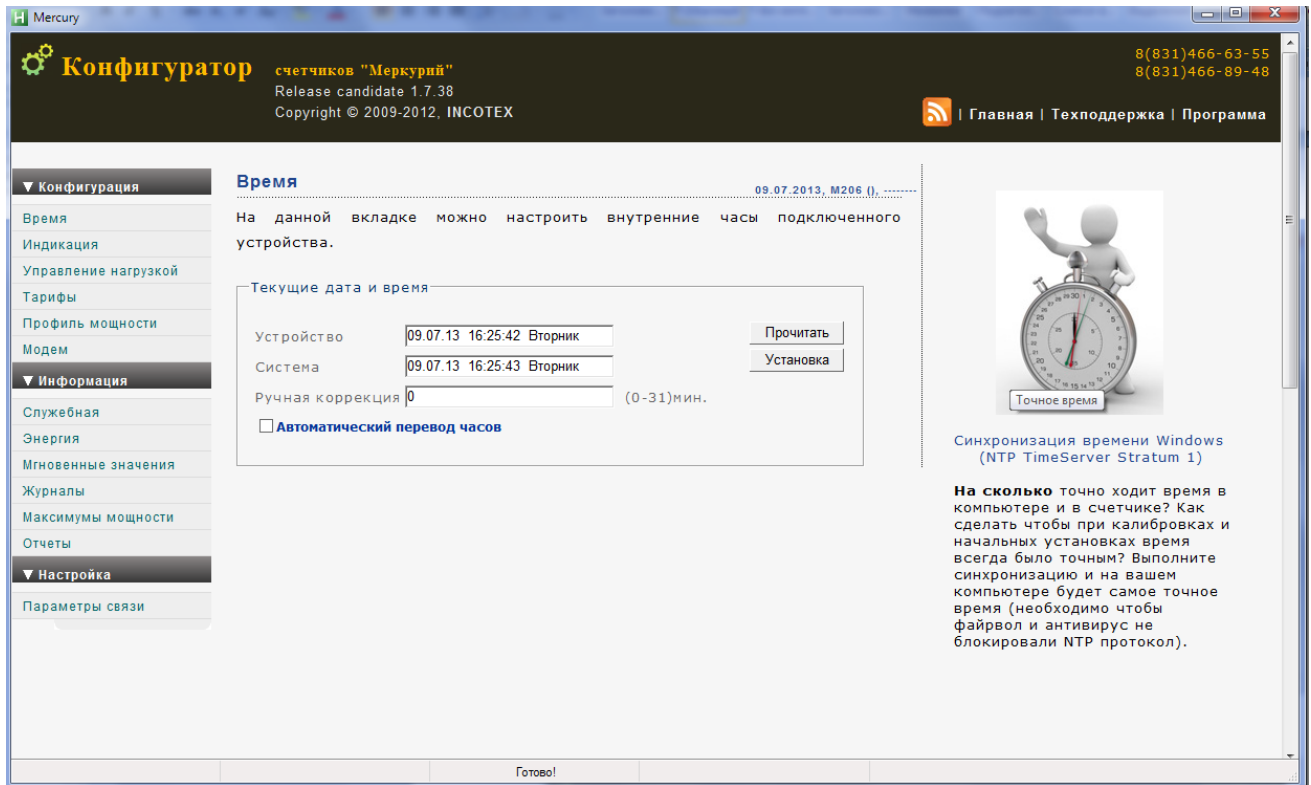 Mercury
Конфигуратор счетчиков "Меркурий"
Release candidate 1.7.38
Copyright © 2009-2012, INCOTEX
8(831)466-63-55
8(831)466-89-48
| Главная | Техподдержка | Программа
▼ Конфигурация
Время
Индикация
Управление нагрузкой
Тарифы
Профиль мощности
Модем
▼ Информация
Служебная
Энергия
Мгновенные значения
Журналы
Максимумы мощности
Отчеты
▼ Настройка
Параметры связи
Время
09.07.2013, M206 (), --------
На данной вкладке можно настроить внутренние часы подключенного
устройства.
Текущие дата и время
Устройство 09.07.13 16:25:42 Вторник Прочитать
Система 09.07.13 16:25:43 Вторник Установка
Ручная коррекция 0 (0-31)мин.
Автоматический перевод часов
Точное время
Синхронизация времени Windows
(NTP TimeServer Stratum 1)
На сколько точно ходит время в
компьютере и в счетчике? Как
сделать чтобы при калибровках и
начальных установках время
всегда было точным? Выполните
синхронизацию и на вашем
компьютере будет самое точное
время (необходимо чтобы
файрвол и антивирус не
блокировали NTP протокол).
Готово!